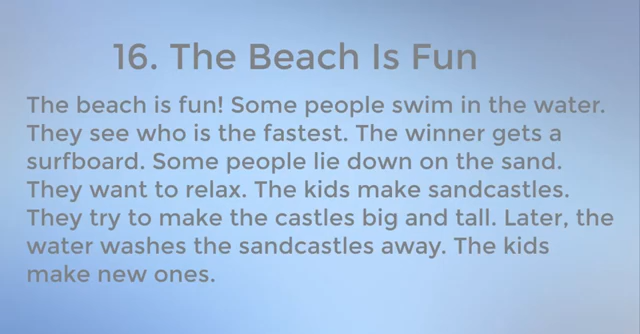 16. The Beach Is Fun
The beach is fun! Some people swim in the water.
They see who is the fastest. The winner gets a
surfboard. Some people lie down on the sand.
They want to relax. The kids make sandcastles.
They try to make the castles big and tall. Later, the
water washes the sandcastles away. The kids
make new ones.